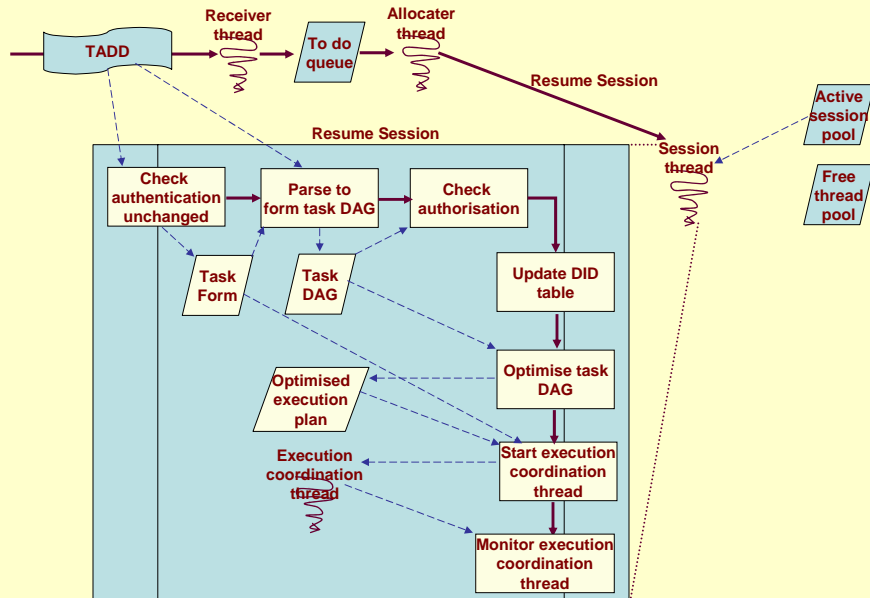 Receiver
thread
Allocater
thread
TADD
To do
queue
Resume Session
Active
session
pool
Resume Session
Session
thread
Check
authentication
unchanged
Parse to
form task DAG
Check
authorisation
Free
thread
pool
Task
Form
Task
DAG
Update DID
table
Optimise task
DAG
Optimised
execution
plan
Execution
coordination
thread
Start execution
coordination
thread
Monitor execution
coordination
thread